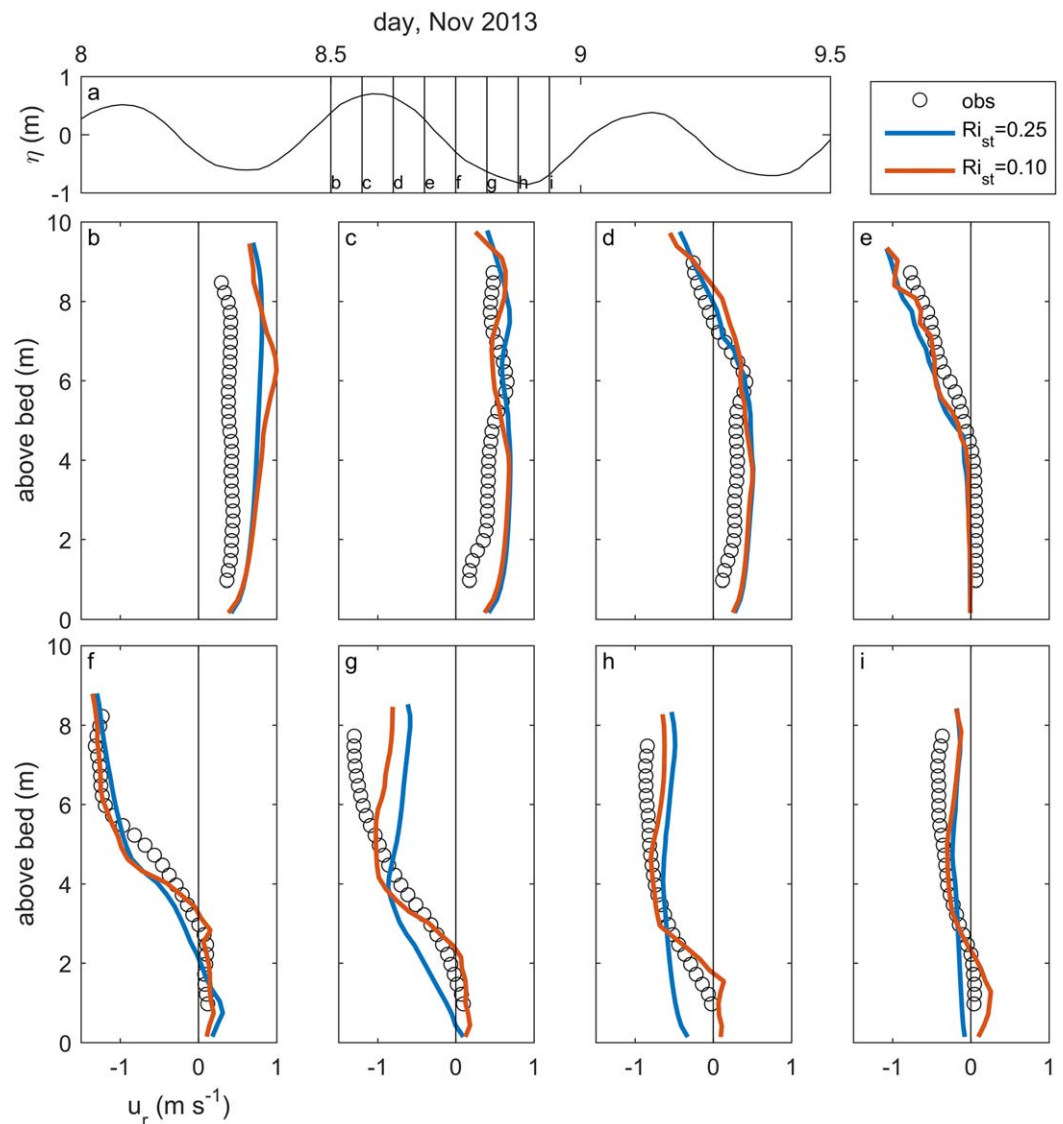 day, Nov 2013
8 8.5 9 9.5
a
η (m)
1
0
-1
b c d e f g h i
obs
Ri_st=0.25
Ri_st=0.10
b c d e
above bed (m)
10
8
6
4
2
0
f g h i
above bed (m)
10
8
6
4
2
0
-1 0 1 -1 0 1 -1 0 1 -1 0 1
u_r (m s⁻¹)